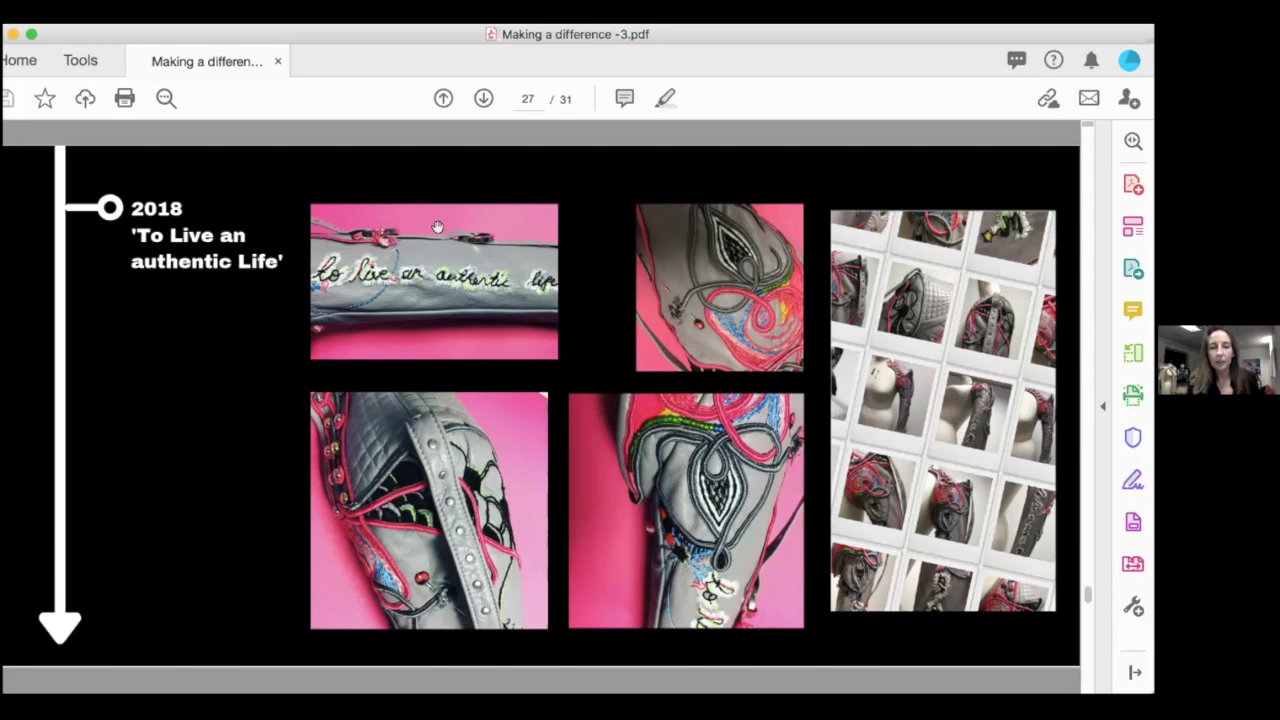 Making a difference -3.pdf
Home
Tools
Making a differen...
27 / 31
2018
'To Live an
authentic Life'
to live an authentic life